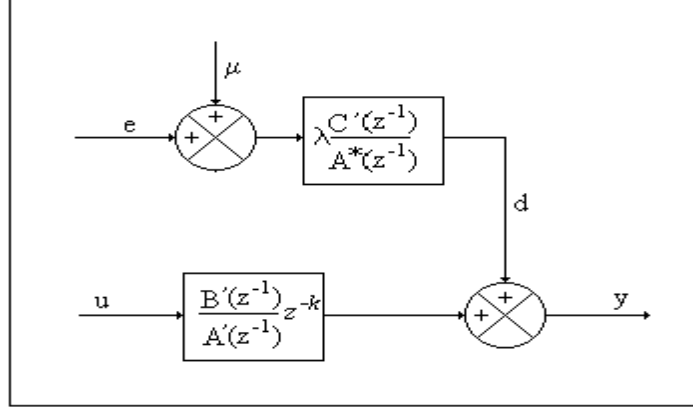 μ
e
+
+
λ C´(z⁻¹)
A*(z⁻¹)
d
u
B´(z⁻¹)
A´(z⁻¹)
z⁻ᵏ
+
+
y